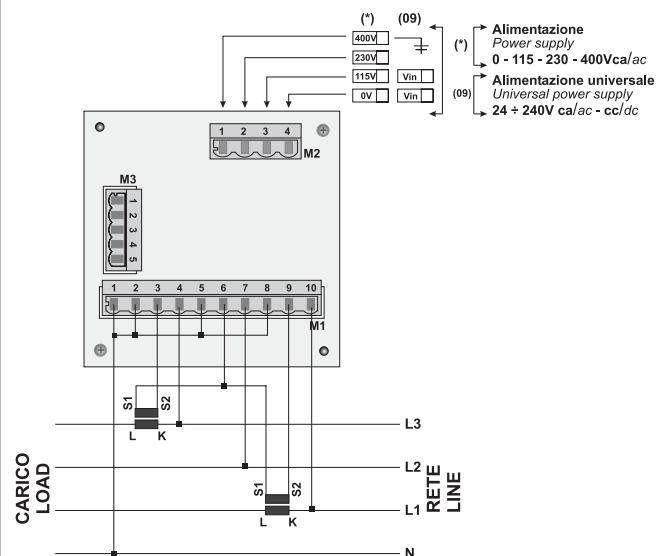 (*) (09)
400V
230V
115V Vin
0V Vin
(*) Alimentazione
Power supply
0 - 115 - 230 - 400Vca/ac
(09) Alimentazione universale
Universal power supply
24 ÷ 240V ca/ac - cc/dc
1 2 3 4
M2
M3
1
2
3
4
5
1 2 3 4 5 6 7 8 9 10
M1
S1 S2
L K
L3
L2
S1 S2
L K
L1
N
CARICO
LOAD
RETE
LINE